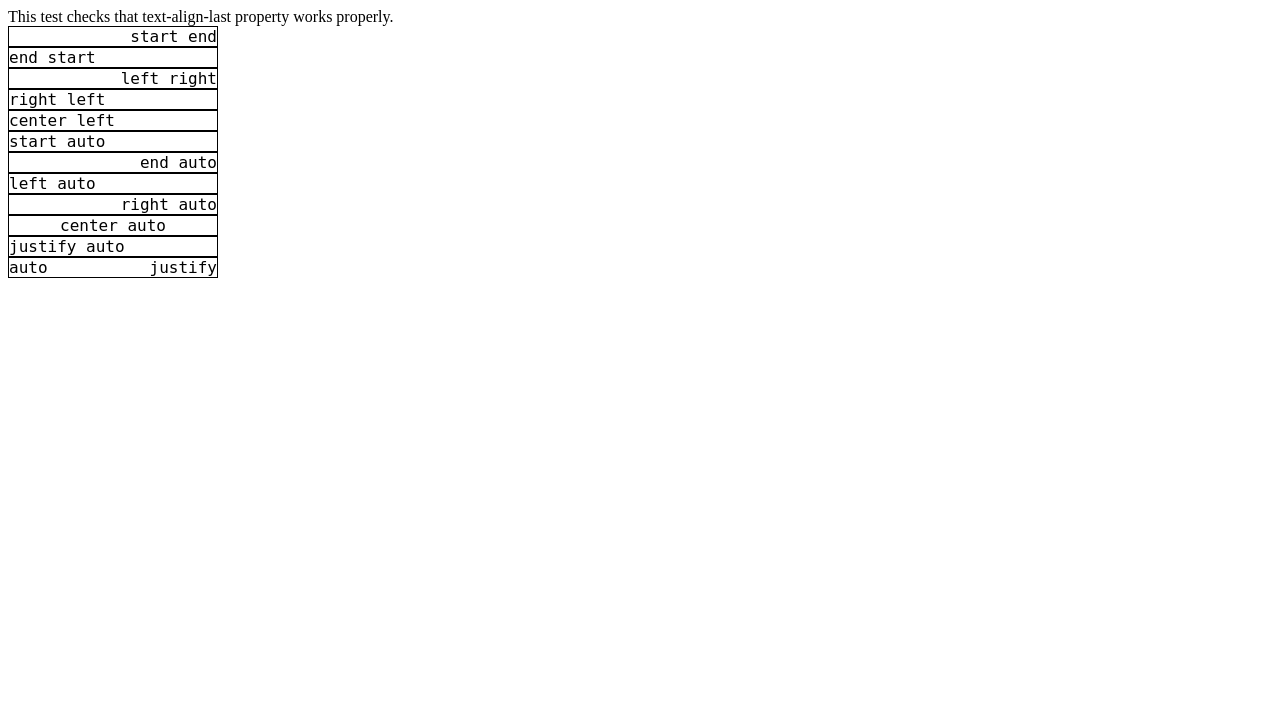 This test checks that text-align-last property works properly.
start end
end start
left right
right left
center left
start auto
end auto
left auto
right auto
center auto
justify auto
auto justify